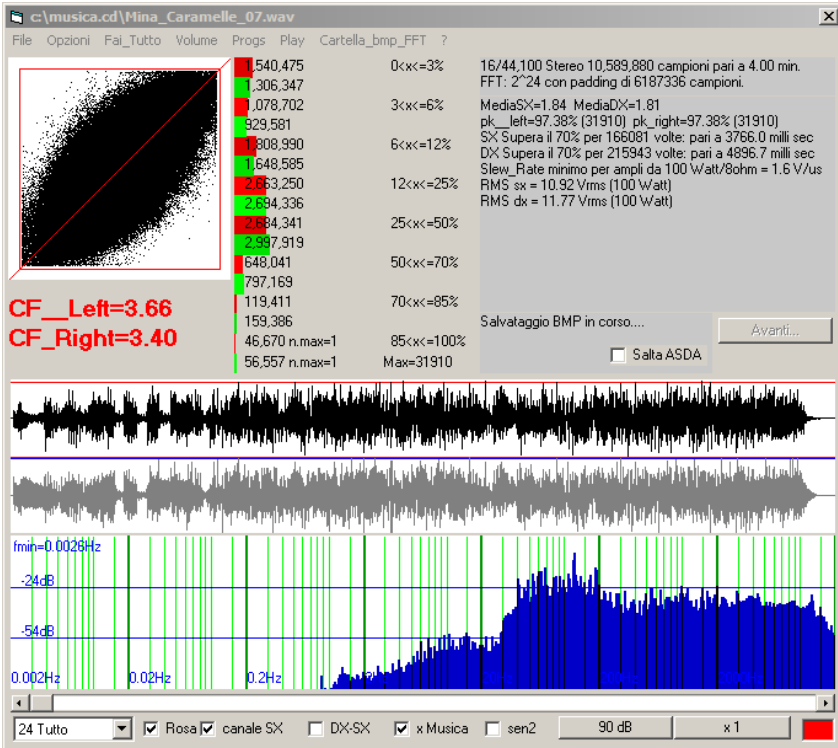 c:\musica.cd\Mina_Caramelle_07.wav
File Opzioni Fai_Tutto Volume Progs Play Cartella_bmp_FFT ?
1,540,475 0<x<=3%
1,306,347
1,078,702 3<x<=6%
929,581
1,808,990 6<x<=12%
1,648,585
2,663,250 12<x<=25%
2,694,336
2,684,341 25<x<=50%
2,997,919
648,041 50<x<=70%
797,169
119,411 70<x<=85%
159,386
46,670 n.max=1 85<x<=100%
56,557 n.max=1 Max=31910
CF__Left=3.66
CF_Right=3.40
16/44,100 Stereo 10,589,880 campioni pari a 4.00 min.
FFT: 2^24 con padding di 6187336 campioni.
MediaSX=1.84 MediaDX=1.81
pk__left=97.38% (31910) pk_right=97.38% (31910)
SX Supera il 70% per 166081 volte: pari a 3766.0 milli sec
DX Supera il 70% per 215943 volte: pari a 4896.7 milli sec
Slew_Rate minimo per ampli da 100 Watt/8ohm = 1.6 V/us
RMS sx = 10.92 Vrms (100 Watt)
RMS dx = 11.77 Vrms (100 Watt)
Salvataggio BMP in corso....
Avanti...
Salta ASDA
fmin=0.0026Hz
-24dB
-54dB
0.002Hz 0.02Hz 0.2Hz
24 Tutto Rosa canale SX DX-SX x Musica sen2 90 dB x 1